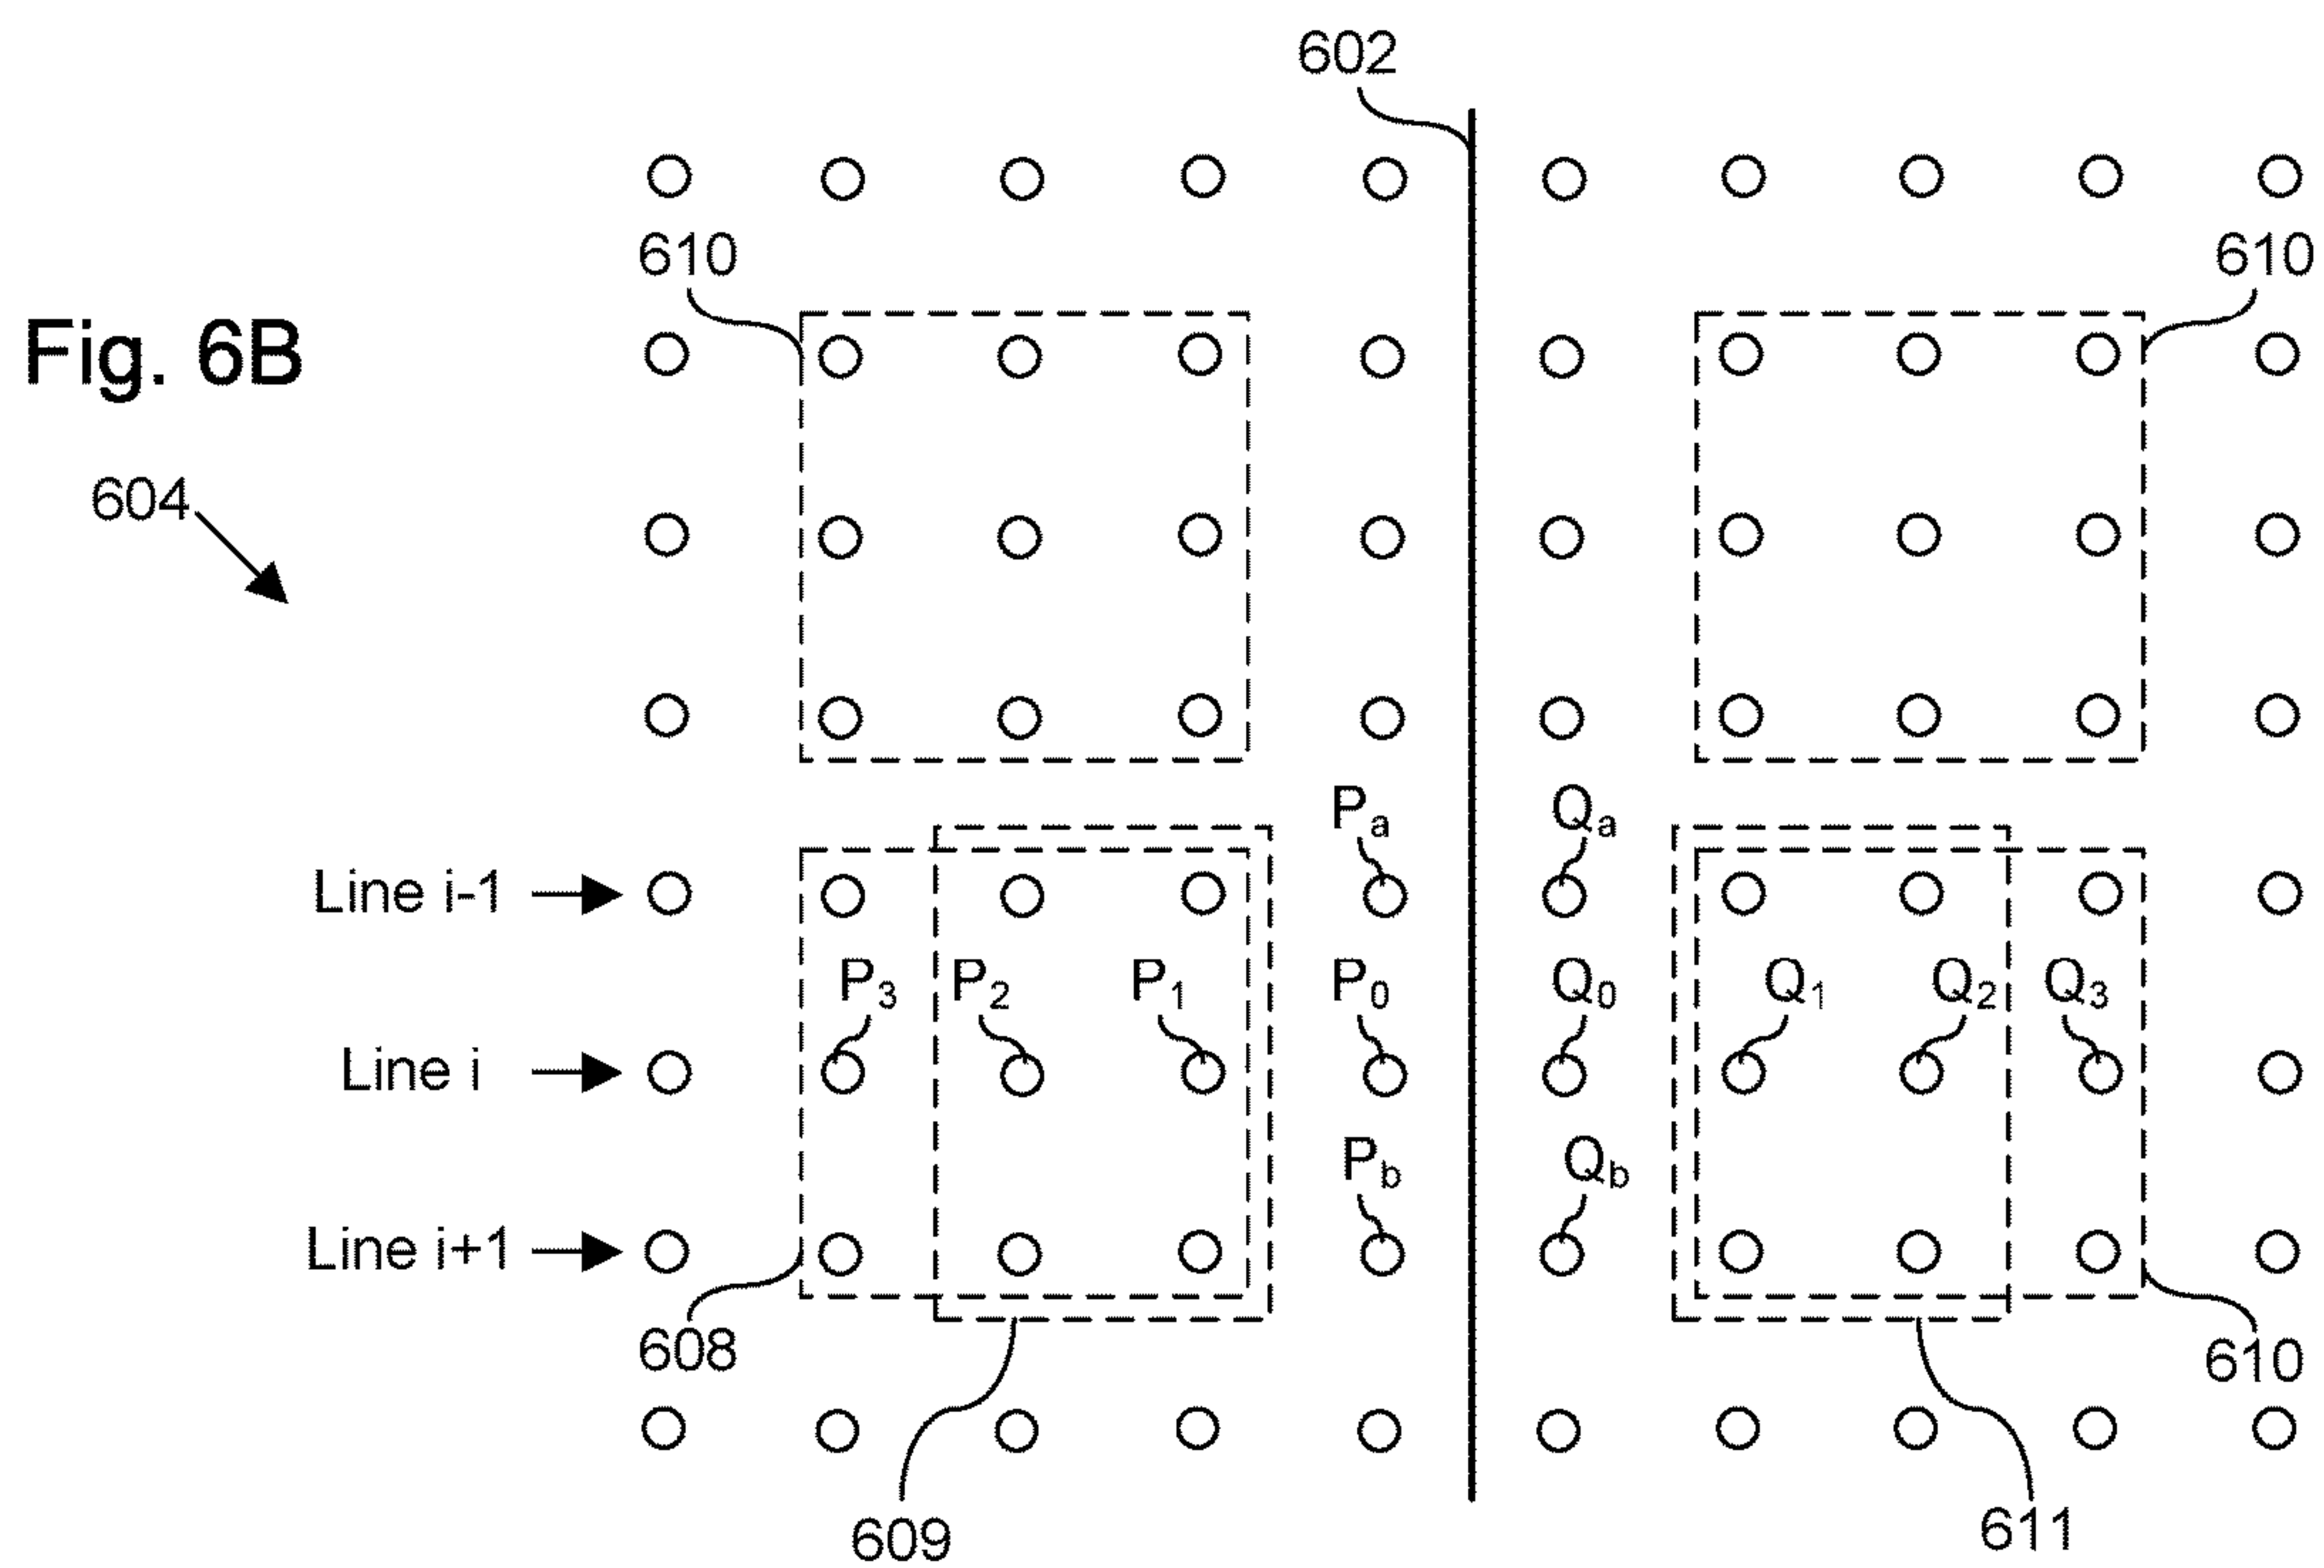 602
610
610
Fig. 6B
604
Pa
Qa
Line i-1
P3
P2
P1
P0
Q0
Q1
Q2
Q3
Line i
Pb
Qb
Line i+1
608
610
609
611